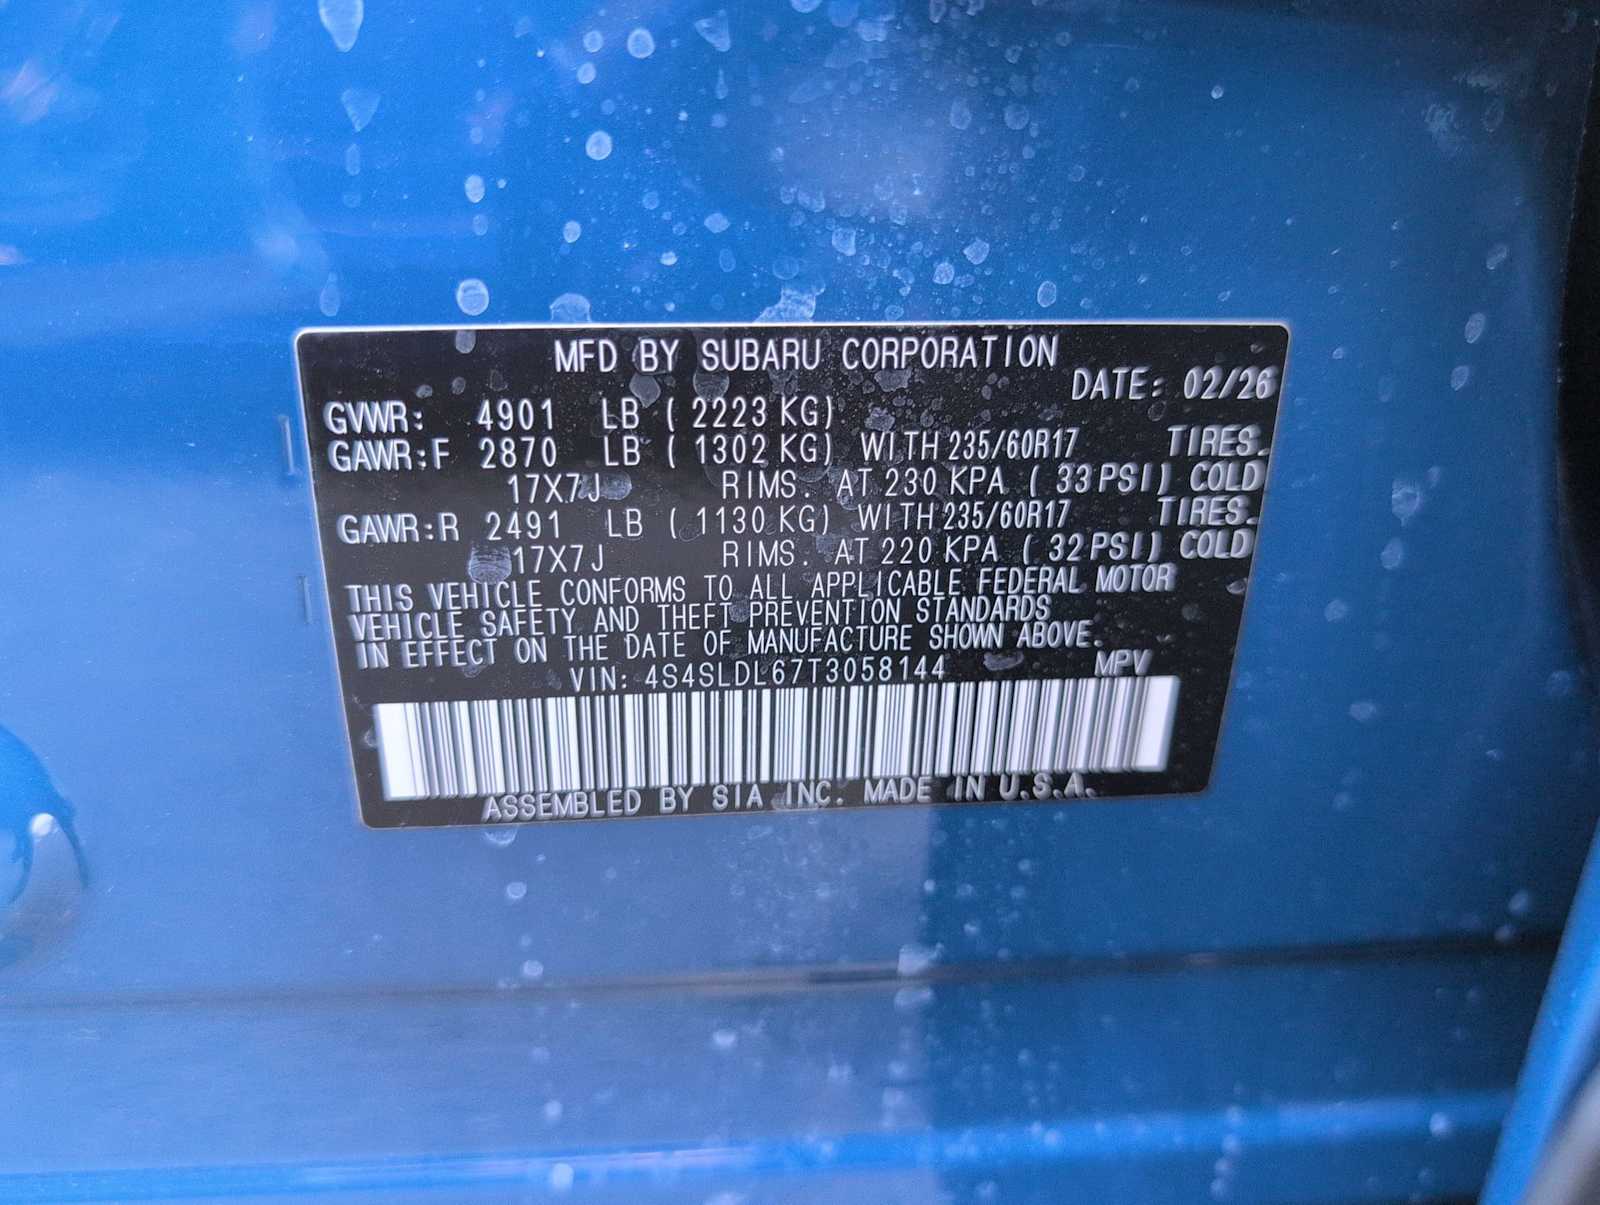 MFD BY SUBARU CORPORATION
DATE: 02/26
GVWR: 4901 LB ( 2223 KG)
GAWR:F 2870 LB ( 1302 KG) WITH 235/60R17 TIRES.
17X7J RIMS. AT 230 KPA ( 33 PSI) COLD
GAWR:R 2491 LB ( 1130 KG) WITH 235/60R17 TIRES.
17X7J RIMS. AT 220 KPA ( 32 PSI) COLD
THIS VEHICLE CONFORMS TO ALL APPLICABLE FEDERAL MOTOR
VEHICLE SAFETY AND THEFT PREVENTION STANDARDS
IN EFFECT ON THE DATE OF MANUFACTURE SHOWN ABOVE.
VIN: 4S4SLDL67T3058144 MPV
ASSEMBLED BY SIA INC. MADE IN U.S.A.